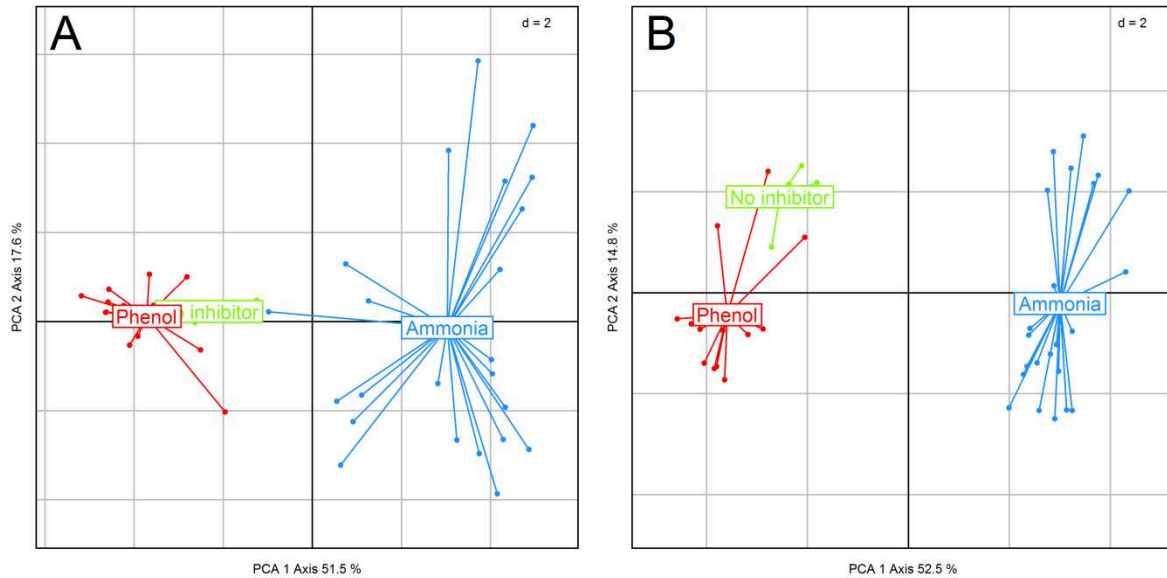 A
d = 2
PCA 2 Axis 17.6 %
Phenol
inhibitor
Ammonia
PCA 1 Axis 51.5 %
B
d = 2
PCA 2 Axis 14.8 %
No inhibitor
Phenol
Ammonia
PCA 1 Axis 52.5 %